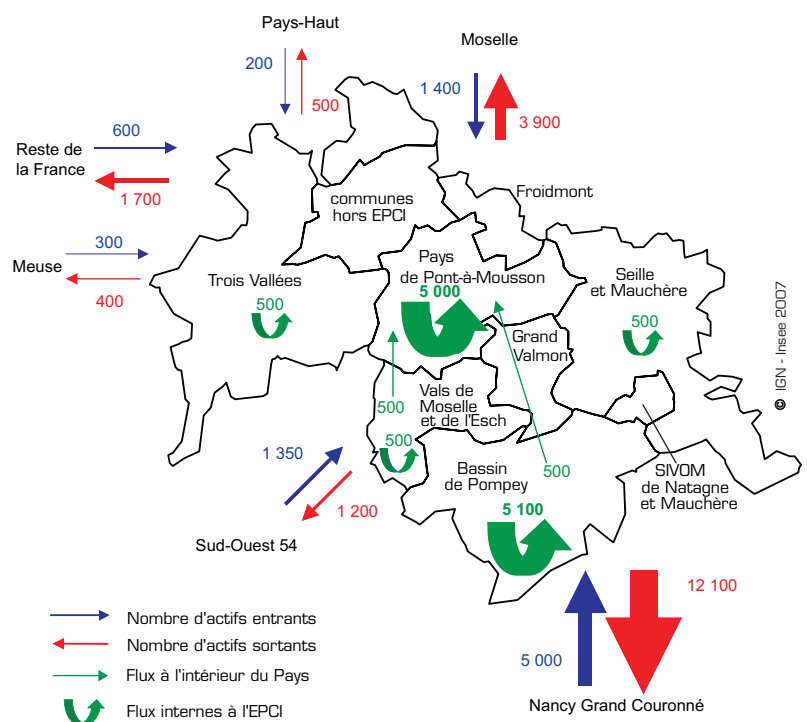 Pays-Haut
200
500
Moselle
1 400
3 900
600
Reste de
la France
1 700
300
Meuse
400
communes
hors EPCI
Froidmont
Trois Vallées
500
Pays
de Pont-à-Mousson
5 000
Seille
et Mauchère
500
Grand
Valmon
500
Vals de
Moselle
et de l'Esch
500
1 350
1 200
Sud-Ouest 54
Bassin
de Pompey
500
5 100
SIVOM
de Natagne
et Mauchère
© IGN - Insee 2007
12 100
5 000
Nancy Grand Couronné
Nombre d'actifs entrants
Nombre d'actifs sortants
Flux à l'intérieur du Pays
Flux internes à l'EPCI